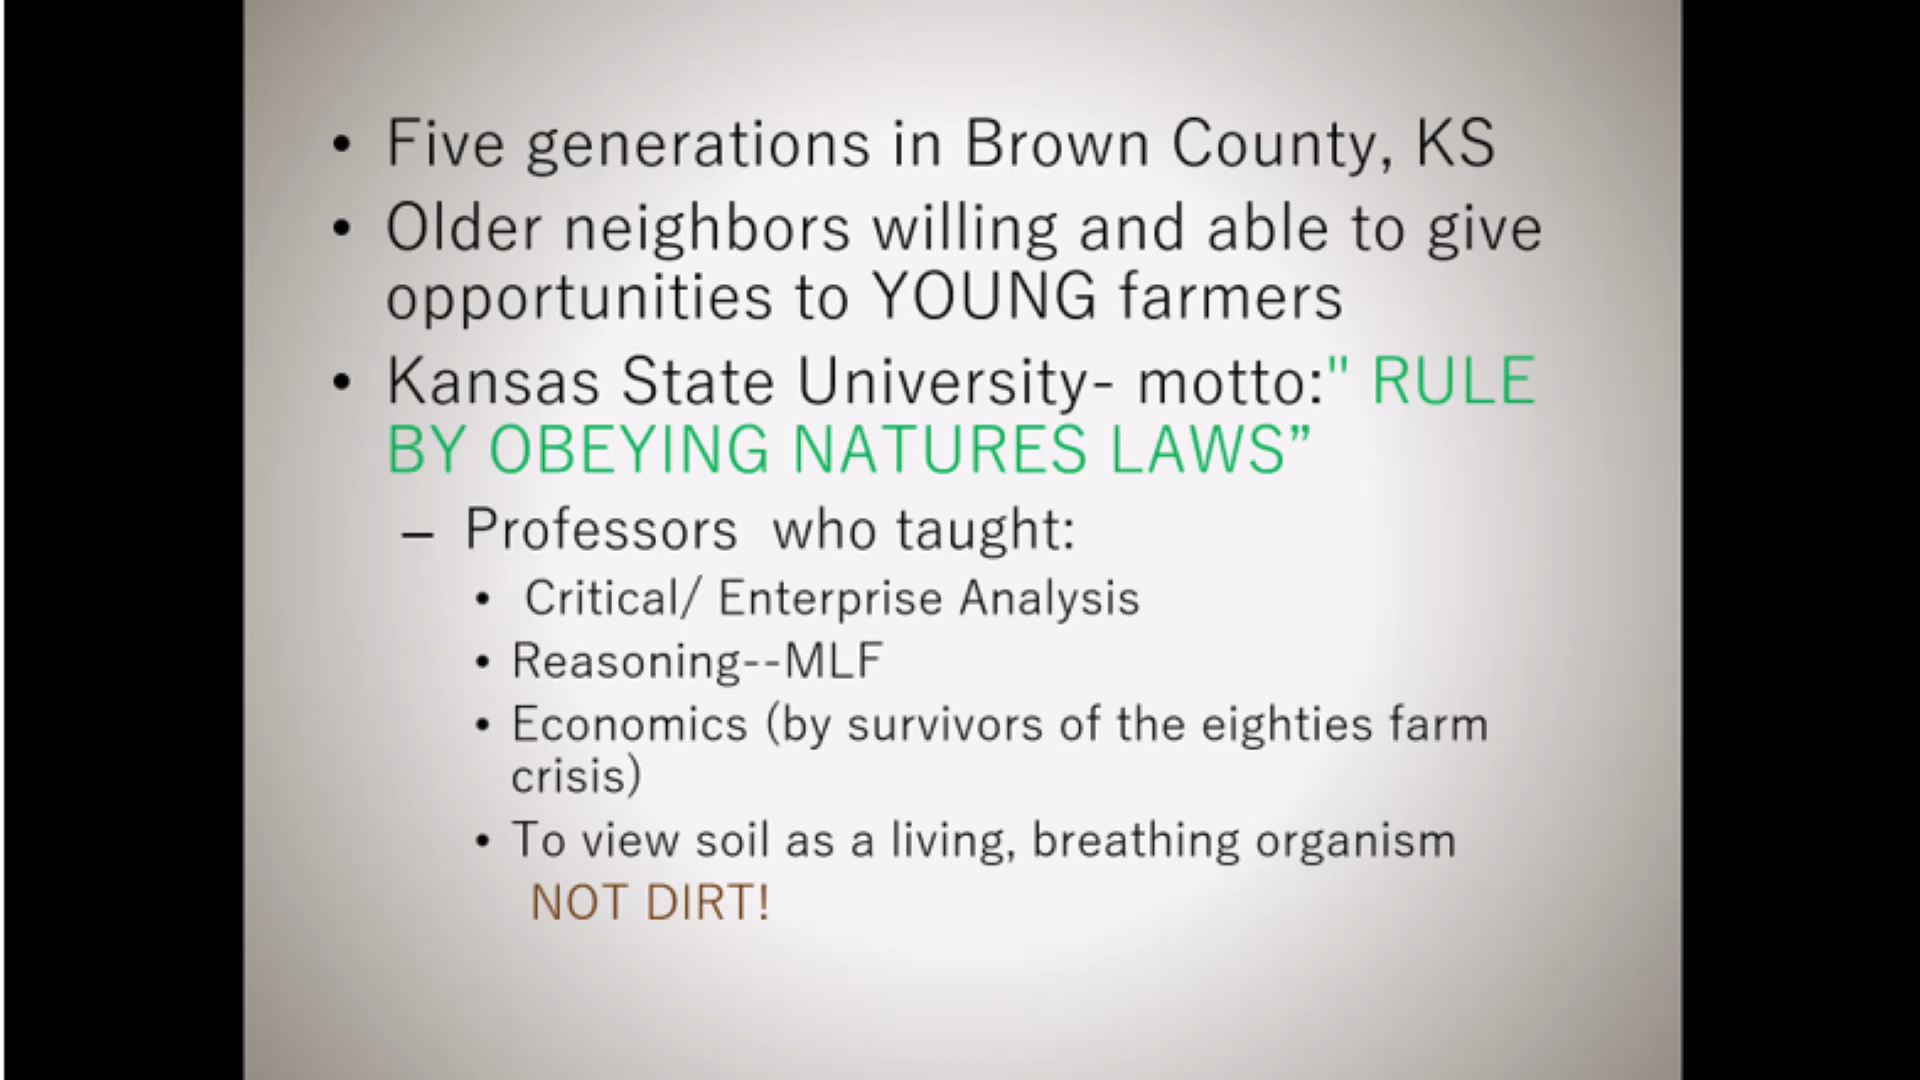 • Five generations in Brown County, KS
• Older neighbors willing and able to give
opportunities to YOUNG farmers
• Kansas State University- motto:" RULE
BY OBEYING NATURES LAWS”
– Professors who taught:
• Critical/ Enterprise Analysis
• Reasoning--MLF
• Economics (by survivors of the eighties farm
crisis)
• To view soil as a living, breathing organism
NOT DIRT!